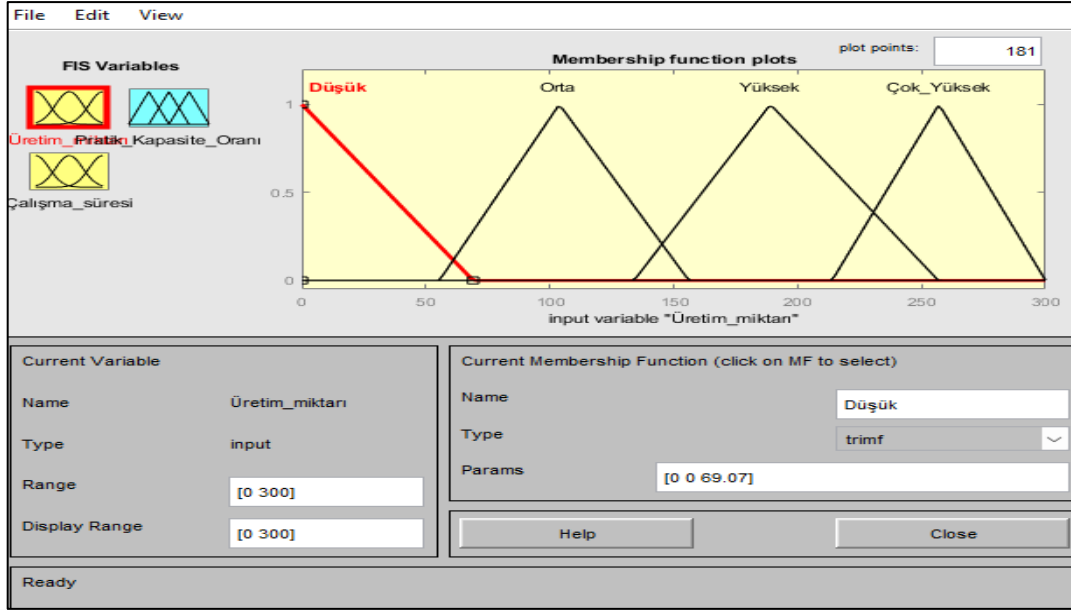 File Edit View
FIS Variables
Üretim_miktarı
Pratik_Kapasite_Oranı
Çalışma_süresi
Membership function plots
plot points: 181
Düşük Orta Yüksek Çok_Yüksek
1
0.5
0
0 50 100 150 200 250 300
input variable "Üretim_miktarı"
Current Variable
Name Üretim_miktarı
Type input
Range [0 300]
Display Range [0 300]
Current Membership Function (click on MF to select)
Name Düşük
Type trimf
Params [0 0 69.07]
Help Close
Ready